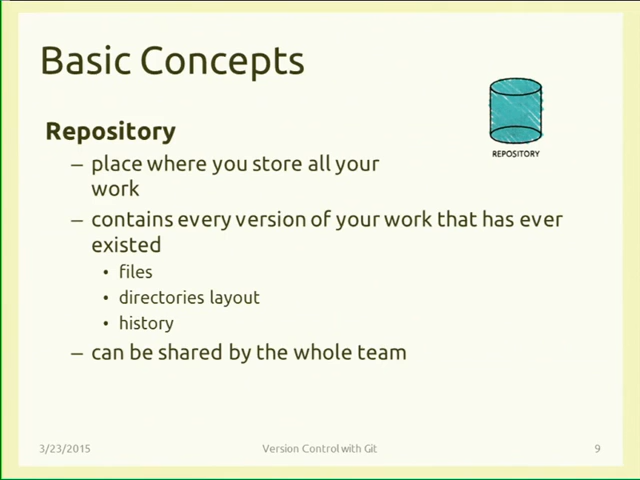 Basic Concepts
REPOSITORY
Repository
– place where you store all your
work
– contains every version of your work that has ever
existed
• files
• directories layout
• history
– can be shared by the whole team
3/23/2015
Version Control with Git
9